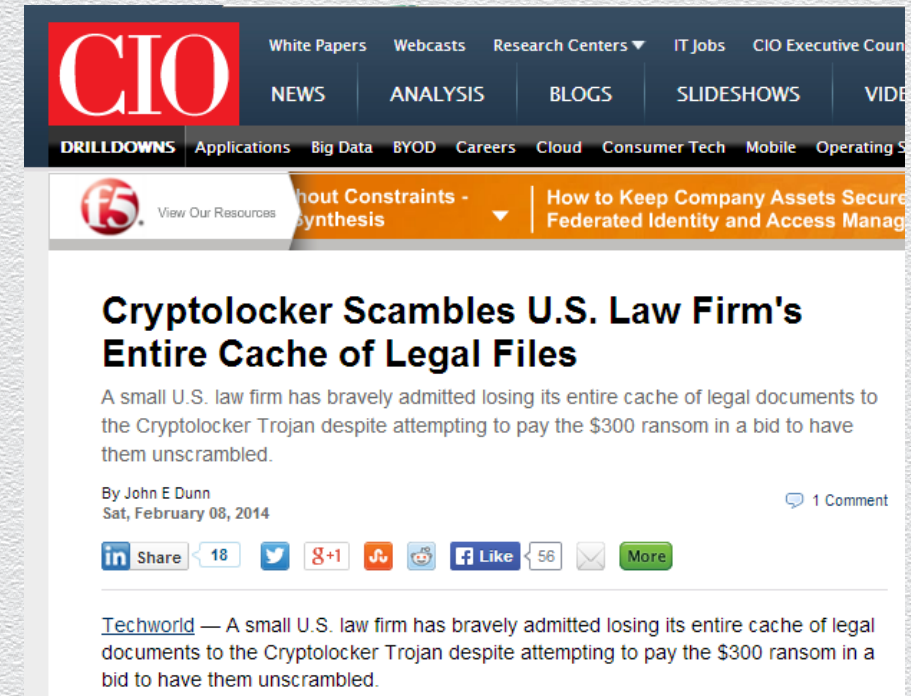 CIO
White Papers Webcasts Research Centers IT Jobs CIO Executive Coun
NEWS ANALYSIS BLOGS SLIDESHOWS VIDE
DRILLDOWNS Applications Big Data BYOD Careers Cloud Consumer Tech Mobile Operating S
f5. View Our Resources
hout Constraints -
Synthesis
How to Keep Company Assets Secure
Federated Identity and Access Manag
Cryptolocker Scambles U.S. Law Firm's
Entire Cache of Legal Files
A small U.S. law firm has bravely admitted losing its entire cache of legal documents to
the Cryptolocker Trojan despite attempting to pay the $300 ransom in a bid to have
them unscrambled.
By John E Dunn
Sat, February 08, 2014
1 Comment
in Share 18 g+1 f Like 56 More
Techworld — A small U.S. law firm has bravely admitted losing its entire cache of legal
documents to the Cryptolocker Trojan despite attempting to pay the $300 ransom in a
bid to have them unscrambled.